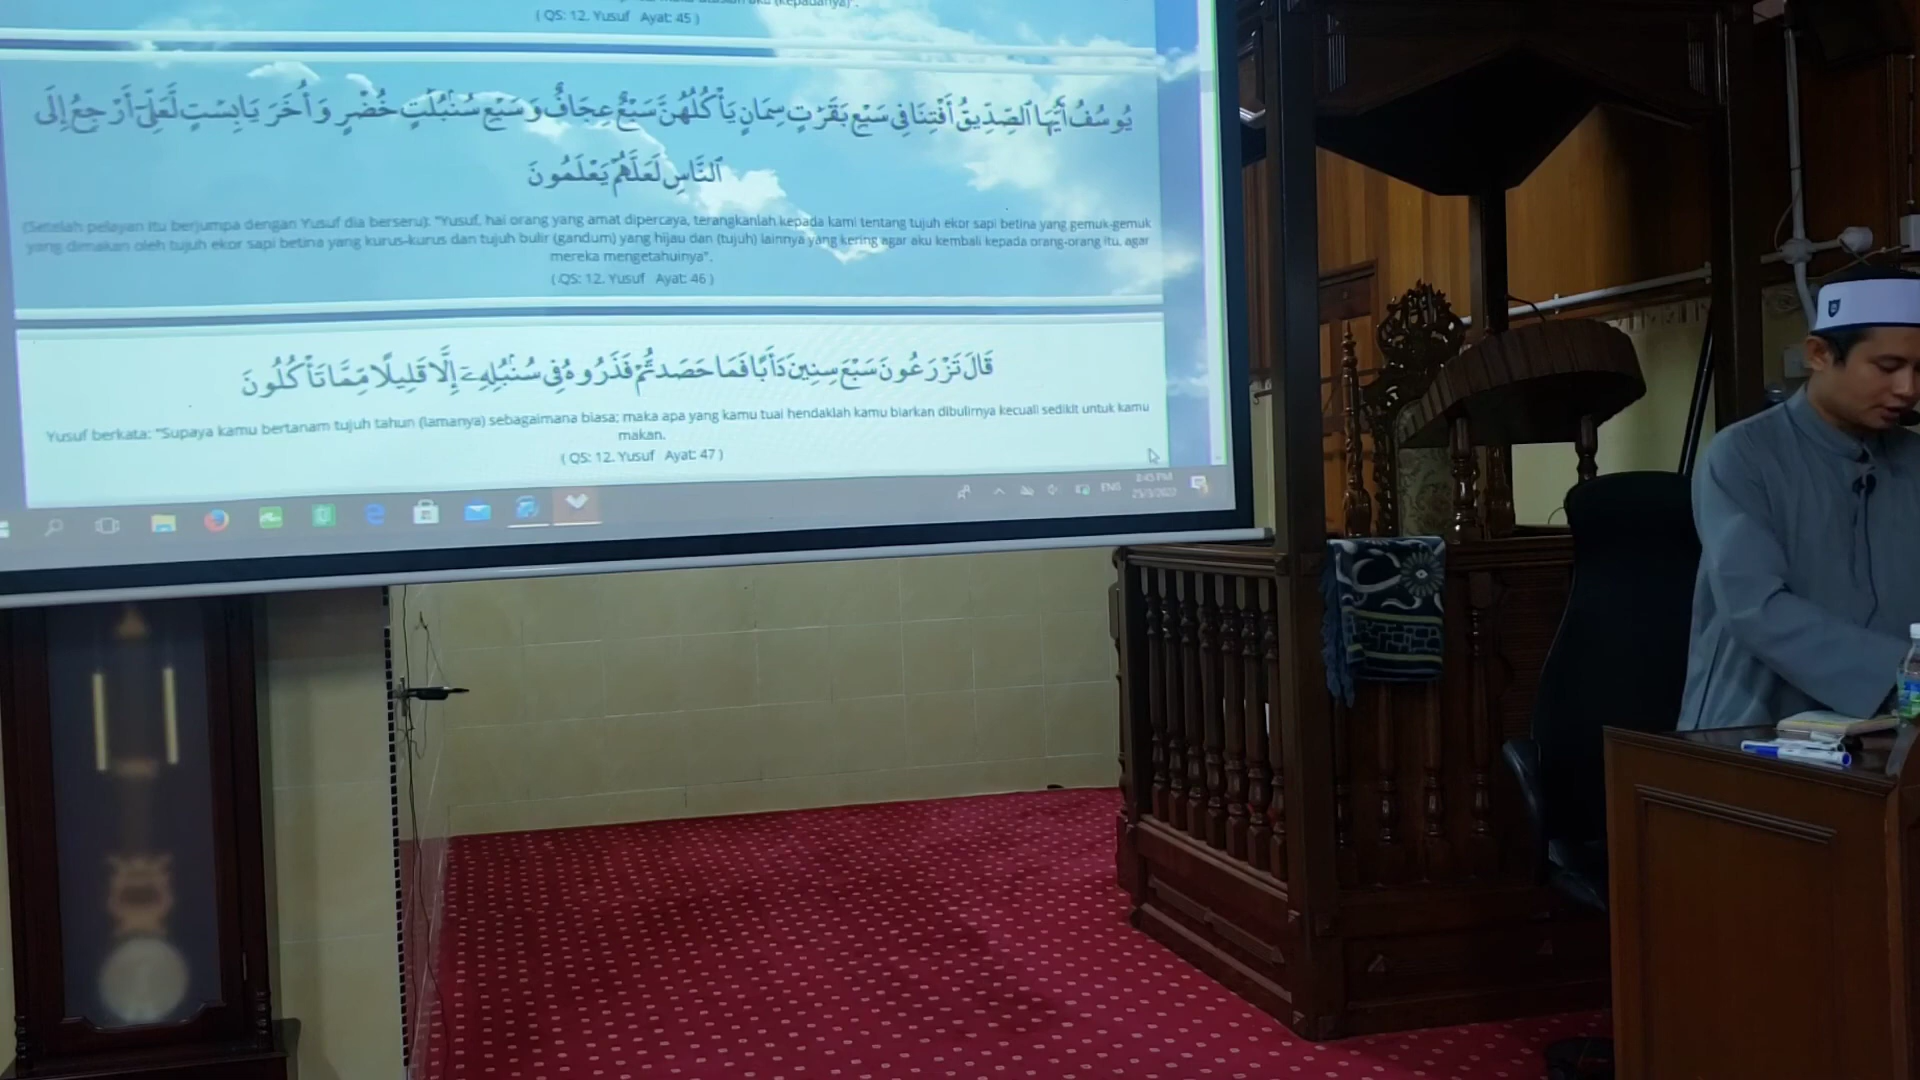 (kepadanya)".
( QS: 12. Yusuf Ayat: 45 )
يُوسُفُ أَيُّهَا ٱلصِّدِّيقُ أَفْتِنَا فِى سَبْعِ بَقَرَٰتٍ سِمَانٍ يَأْكُلُهُنَّ سَبْعٌ عِجَافٌ وَسَبْعِ سُنۢبُلَٰتٍ خُضْرٍ وَأُخَرَ يَابِسَٰتٍ لَّعَلِّىٓ أَرْجِعُ إِلَى
ٱلنَّاسِ لَعَلَّهُمْ يَعْلَمُونَ
(Setelah pelayan itu berjumpa dengan Yusuf dia berseru): "Yusuf, hai orang yang amat dipercaya, terangkanlah kepada kami tentang tujuh ekor sapi betina yang gemuk-gemuk
yang dimakan oleh tujuh ekor sapi betina yang kurus-kurus dan tujuh bulir (gandum) yang hijau dan (tujuh) lainnya yang kering agar aku kembali kepada orang-orang itu, agar
mereka mengetahuinya".
( QS: 12. Yusuf Ayat: 46 )
قَالَ تَزْرَعُونَ سَبْعَ سِنِينَ دَأَبًا فَمَا حَصَدتُّمْ فَذَرُوهُ فِى سُنۢبُلِهِۦٓ إِلَّا قَلِيلًا مِّمَّا تَأْكُلُونَ
Yusuf berkata: "Supaya kamu bertanam tujuh tahun (lamanya) sebagaimana biasa; maka apa yang kamu tuai hendaklah kamu biarkan dibulirnya kecuali sedikit untuk kamu
makan.
( QS: 12. Yusuf Ayat: 47 )
ENG